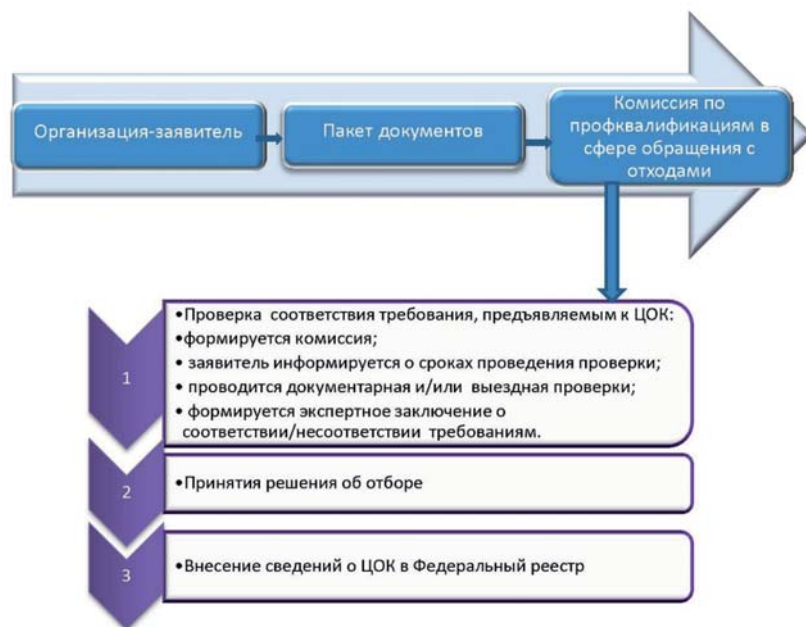 Организация-заявитель
Пакет документов
Комиссия по
профквалификациям в
сфере обращения с
отходами
1
•Проверка соответствия требования, предъявляемым к ЦОК:
•формируется комиссия;
• заявитель информируется о сроках проведения проверки;
• проводится документарная и/или выездная проверки;
• формируется экспертное заключение о
соответствии/несоответствии требованиям.
2
•Принятия решения об отборе
3
•Внесение сведений о ЦОК в Федеральный реестр